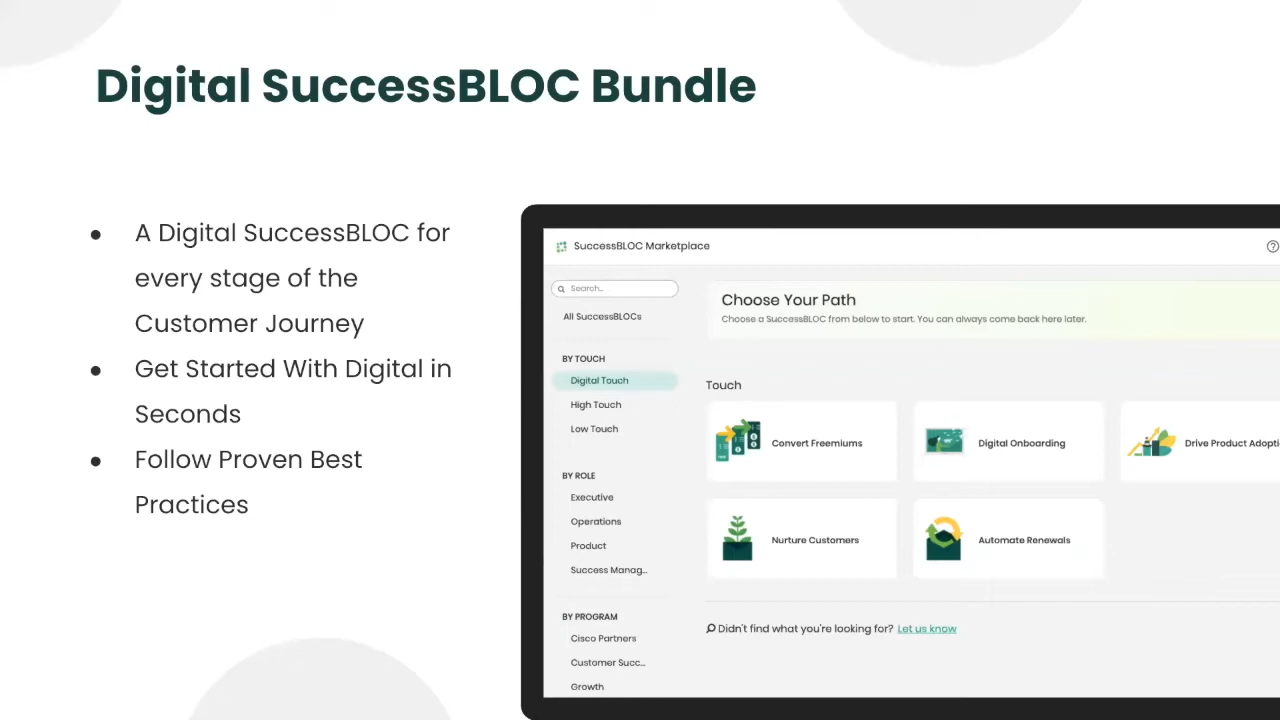 Digital SuccessBLOC Bundle
A Digital SuccessBLOC for
every stage of the
Customer Journey
Get Started With Digital in
Seconds
Follow Proven Best
Practices
SuccessBLOC Marketplace
Search...
All SuccessBLOCs
BY TOUCH
Digital Touch
High Touch
Low Touch
BY ROLE
Executive
Operations
Product
Success Manag...
BY PROGRAM
Cisco Partners
Customer Succ...
Growth
Choose Your Path
Choose a SuccessBLOC from below to start. You can always come back here later.
Touch
Convert Freemiums
Digital Onboarding
Drive Product Adopti
Nurture Customers
Automate Renewals
Didn't find what you're looking for? Let us know